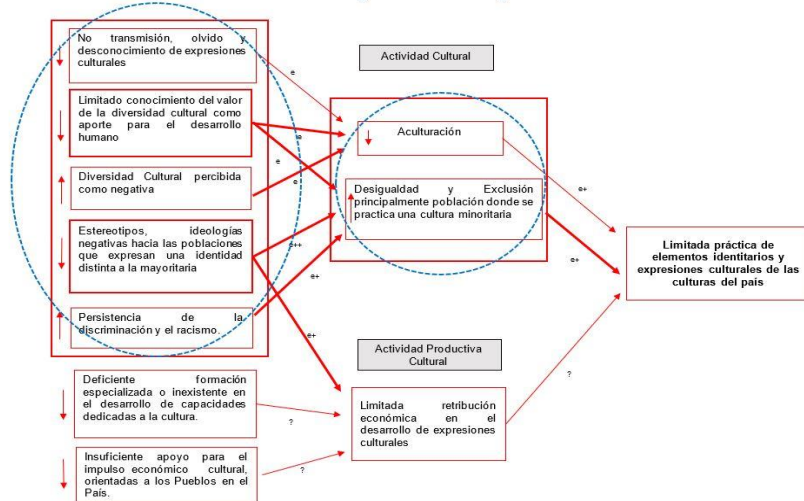 No transmisión, olvido y
desconocimiento de expresiones
culturales
Limitado conocimiento del valor
de la diversidad cultural como
aporte para el desarrollo
humano
Diversidad Cultural percibida
como negativa
Estereotipos, ideologías
negativas hacia las poblaciones
que expresan una identidad
distinta a la mayoritaria
Persistencia de la
discriminación y el racismo.
Deficiente formación
especializada o inexistente en
el desarrollo de capacidades
dedicadas a la cultura.
Insuficiente apoyo para el
impulso económico cultural,
orientadas a los Pueblos en el
País.
e
e
e
e
e++
e+
e+
?
?
Actividad Cultural
Aculturación
Desigualdad y Exclusión
principalmente población donde se
practica una cultura minoritaria
Actividad Productiva
Cultural
Limitada retribución
económica en el
desarrollo de expresiones
culturales
e+
e+
?
Limitada práctica de
elementos identitarios y
expresiones culturales de las
culturas del país